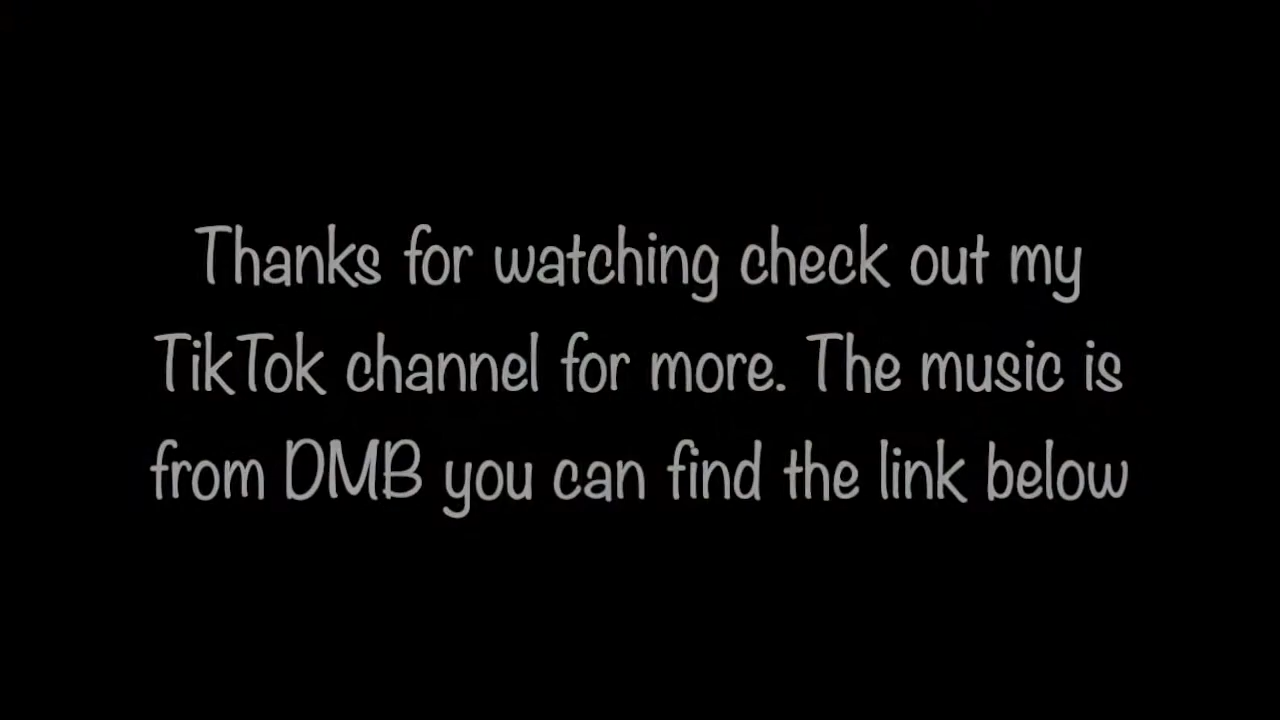 Thanks for watching check out my
TikTok channel for more. The music is
from DMB you can find the link below